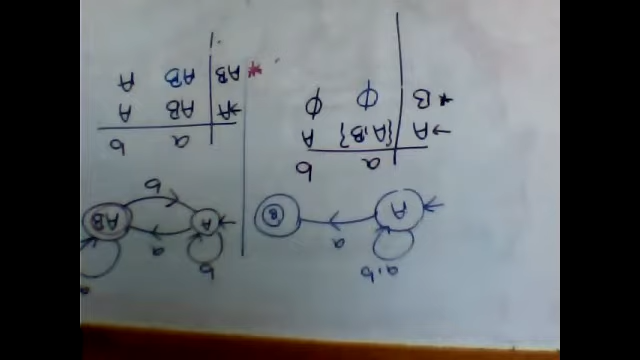 a,b
A a B
a b
→A {A,B} A
*B ϕ ϕ
b a
A a AB
b
a b
→A AB A
*AB AB A